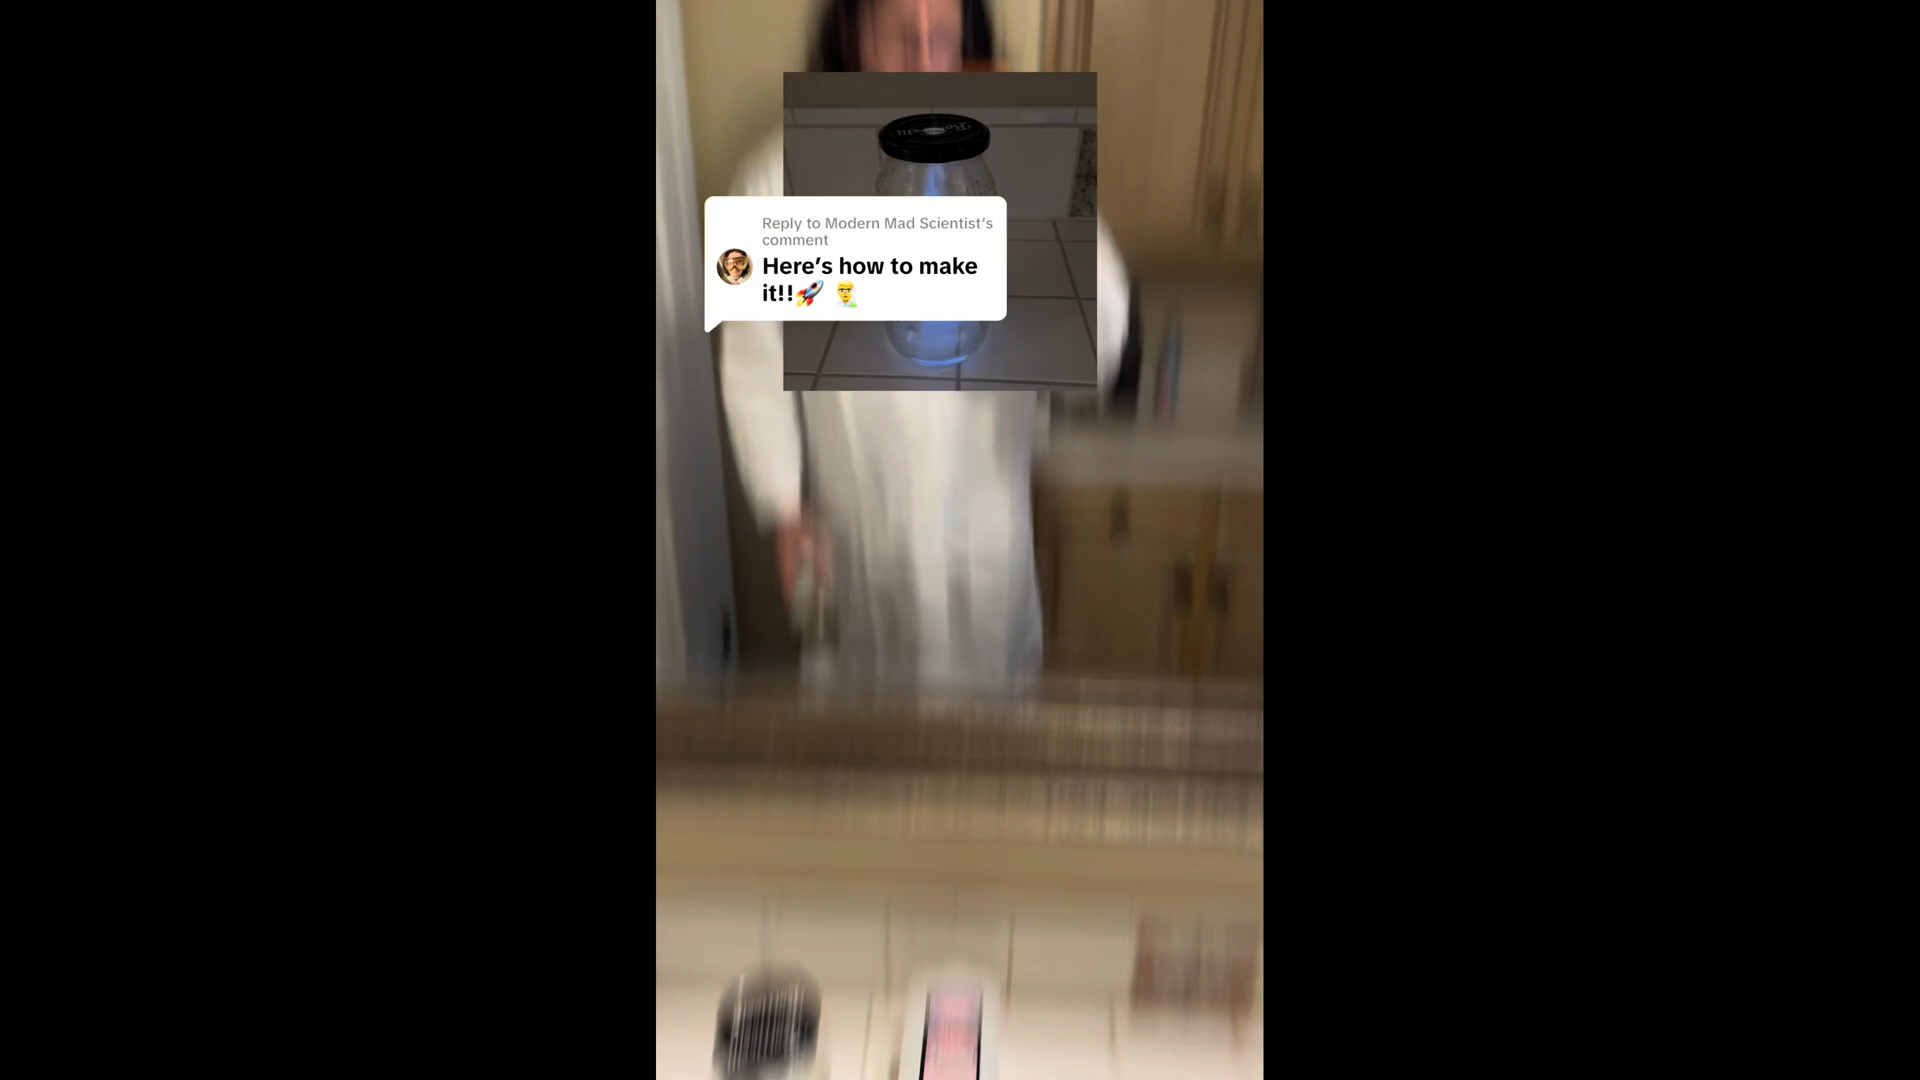 Reply to Modern Mad Scientist's
comment
Here's how to make
it!!🚀 👨‍🔬